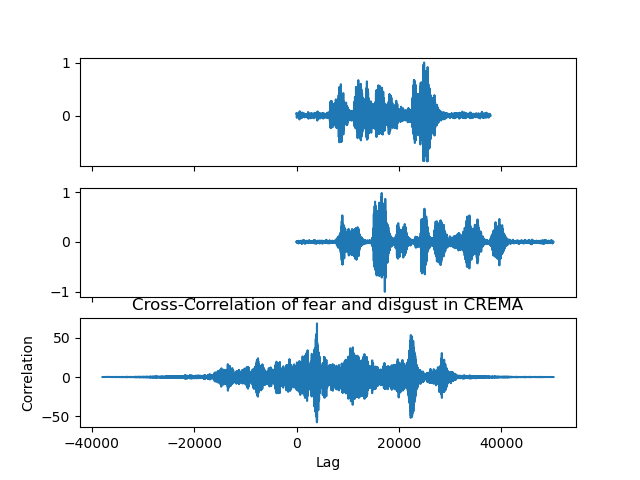 1
0
1
0
−1
Cross-Correlation of fear and disgust in CREMA
50
0
−50
Correlation
−40000 −20000 0 20000 40000
Lag